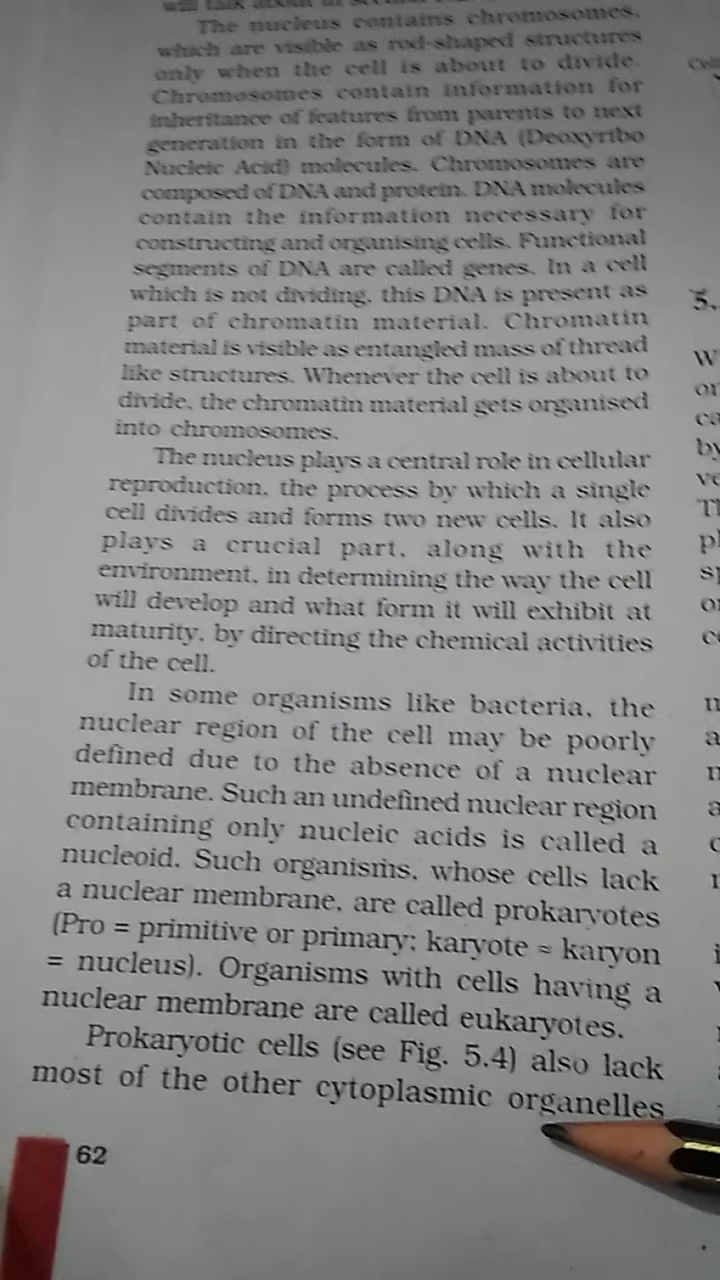 will talk about in section
The nucleus contains chromosomes,
which are visible as rod-shaped structures
only when the cell is about to divide.
Chromosomes contain information for
inheritance of features from parents to next
generation in the form of DNA (Deoxyribo
Nucleic Acid) molecules. Chromosomes are
composed of DNA and protein. DNA molecules
contain the information necessary for
constructing and organising cells. Functional
segments of DNA are called genes. In a cell
which is not dividing, this DNA is present as
part of chromatin material. Chromatin
material is visible as entangled mass of thread
like structures. Whenever the cell is about to
divide, the chromatin material gets organised
into chromosomes.
The nucleus plays a central role in cellular
reproduction, the process by which a single
cell divides and forms two new cells. It also
plays a crucial part, along with the
environment, in determining the way the cell
will develop and what form it will exhibit at
maturity, by directing the chemical activities
of the cell.
In some organisms like bacteria, the
nuclear region of the cell may be poorly
defined due to the absence of a nuclear
membrane. Such an undefined nuclear region
containing only nucleic acids is called a
nucleoid. Such organisms, whose cells lack
a nuclear membrane, are called prokaryotes
(Pro = primitive or primary; karyote ≈ karyon
= nucleus). Organisms with cells having a
nuclear membrane are called eukaryotes.
Prokaryotic cells (see Fig. 5.4) also lack
most of the other cytoplasmic organelles
62
5.